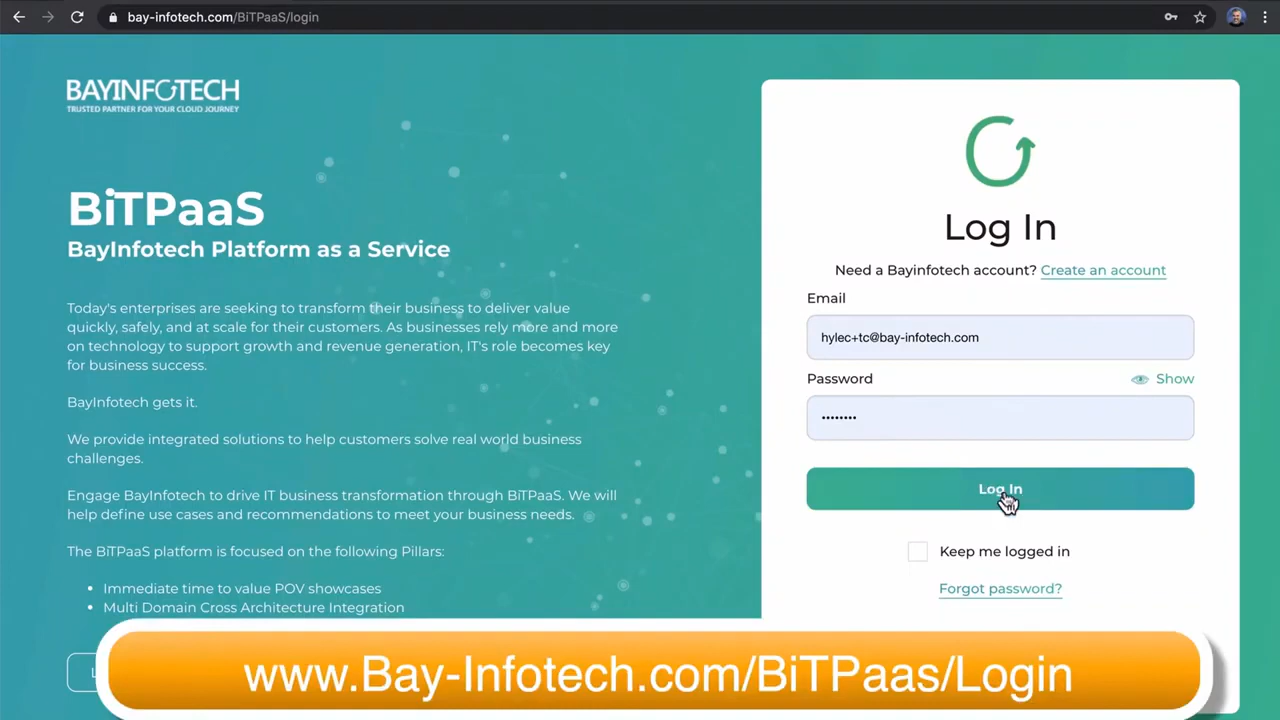 bay-infotech.com/BiTPaaS/login
BAYINFOTECH
TRUSTED PARTNER FOR YOUR CLOUD JOURNEY
BiTPaaS
BayInfotech Platform as a Service
Today's enterprises are seeking to transform their business to deliver value
quickly, safely, and at scale for their customers. As businesses rely more and more
on technology to support growth and revenue generation, IT's role becomes key
for business success.
BayInfotech gets it.
We provide integrated solutions to help customers solve real world business
challenges.
Engage BayInfotech to drive IT business transformation through BiTPaaS. We will
help define use cases and recommendations to meet your business needs.
The BiTPaaS platform is focused on the following Pillars:
• Immediate time to value POV showcases
• Multi Domain Cross Architecture Integration
Log In
Need a Bayinfotech account? Create an account
Email
hylec+tc@bay-infotech.com
Password
Show
••••••••
Log In
Keep me logged in
Forgot password?
www.Bay-Infotech.com/BiTPaas/Login